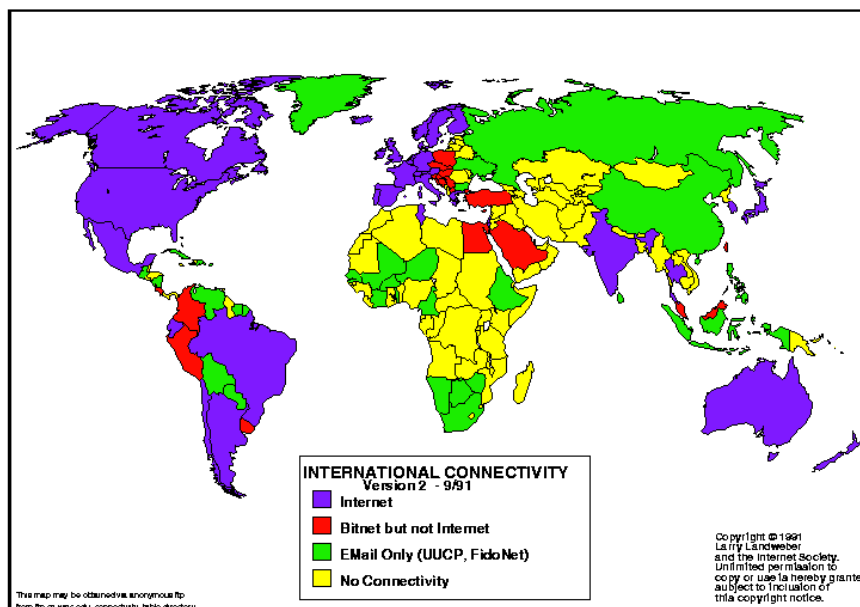 INTERNATIONAL CONNECTIVITY
Version 2 - 9/91
Internet
Bitnet but not Internet
EMail Only (UUCP, FidoNet)
No Connectivity
Copyright © 1991
Larry Landweber
and the Internet Society.
Unlimited permission to
copy or use is hereby grante
subject to inclusion of
this copyright notice.
This map may be obtained via anonymous ftp